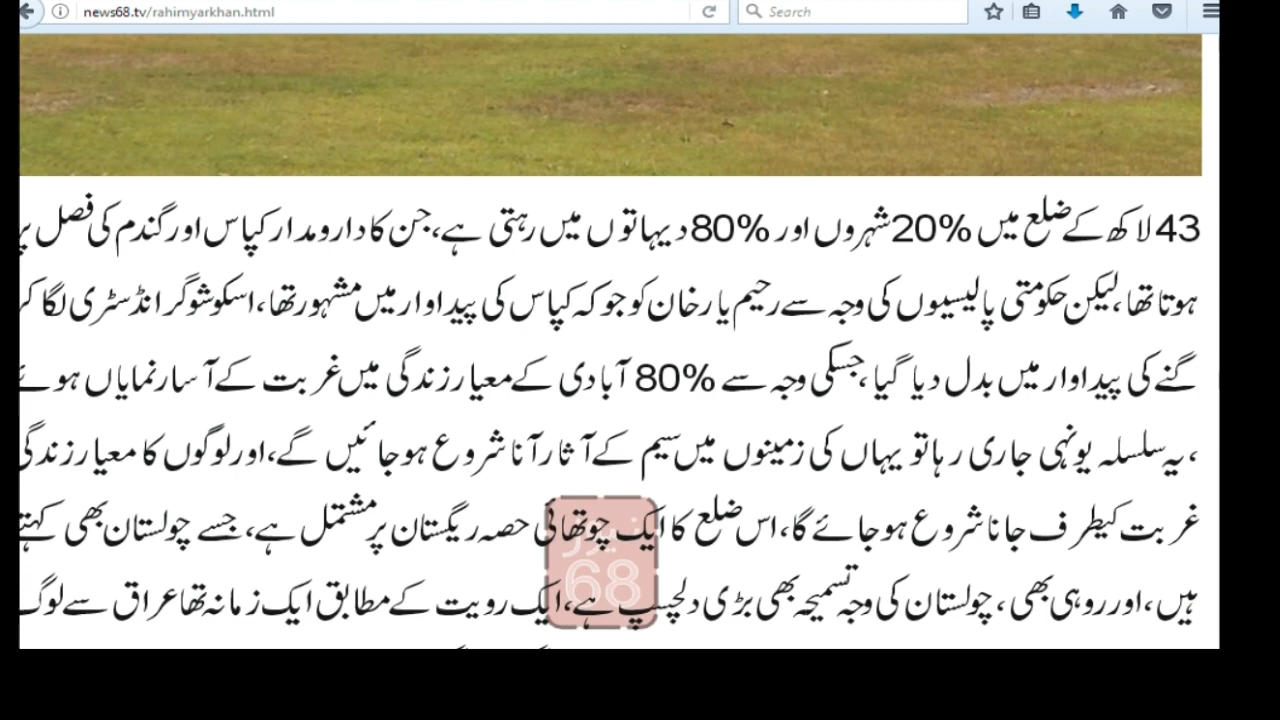 news68.tv/rahimyarkhan.html
Search
43 لاکھ کے ضلع میں 20% شہروں اور 80% دیہاتوں میں رہتی ہے، جن کا دارومدار کپاس اور گندم کی فصل پر
ہوتا تھا، لیکن حکومتی پالیسیوں کی وجہ سے رحیم یار خان کو جو کہ کپاس کی پیداوار میں مشہور تھا، اسکو شوگر انڈسٹری لگا کر
گنے کی پیداوار میں بدل دیا گیا، جسکی وجہ سے 80% آبادی کے معیار زندگی میں غربت کے آسار نمایاں ہوئے
، یہ سلسلہ یونہی جاری رہا تو یہاں کی زمینوں میں سیم کے آثار آنا شروع ہو جائیں گے، اور لوگوں کا معیار زندگی
غربت کیطرف جانا شروع ہو جائے گا، اس ضلع کا ایک چوتھائی حصہ ریگستان پر مشتمل ہے، جسے چولستان بھی کہتے
ہیں، اور روہی بھی، چولستان کی وجہ تسمیحہ بھی بڑی دلچسپ ہے، ایک رویت کے مطابق ایک زمانہ تھا عراق سے لوگ
نیوز
68